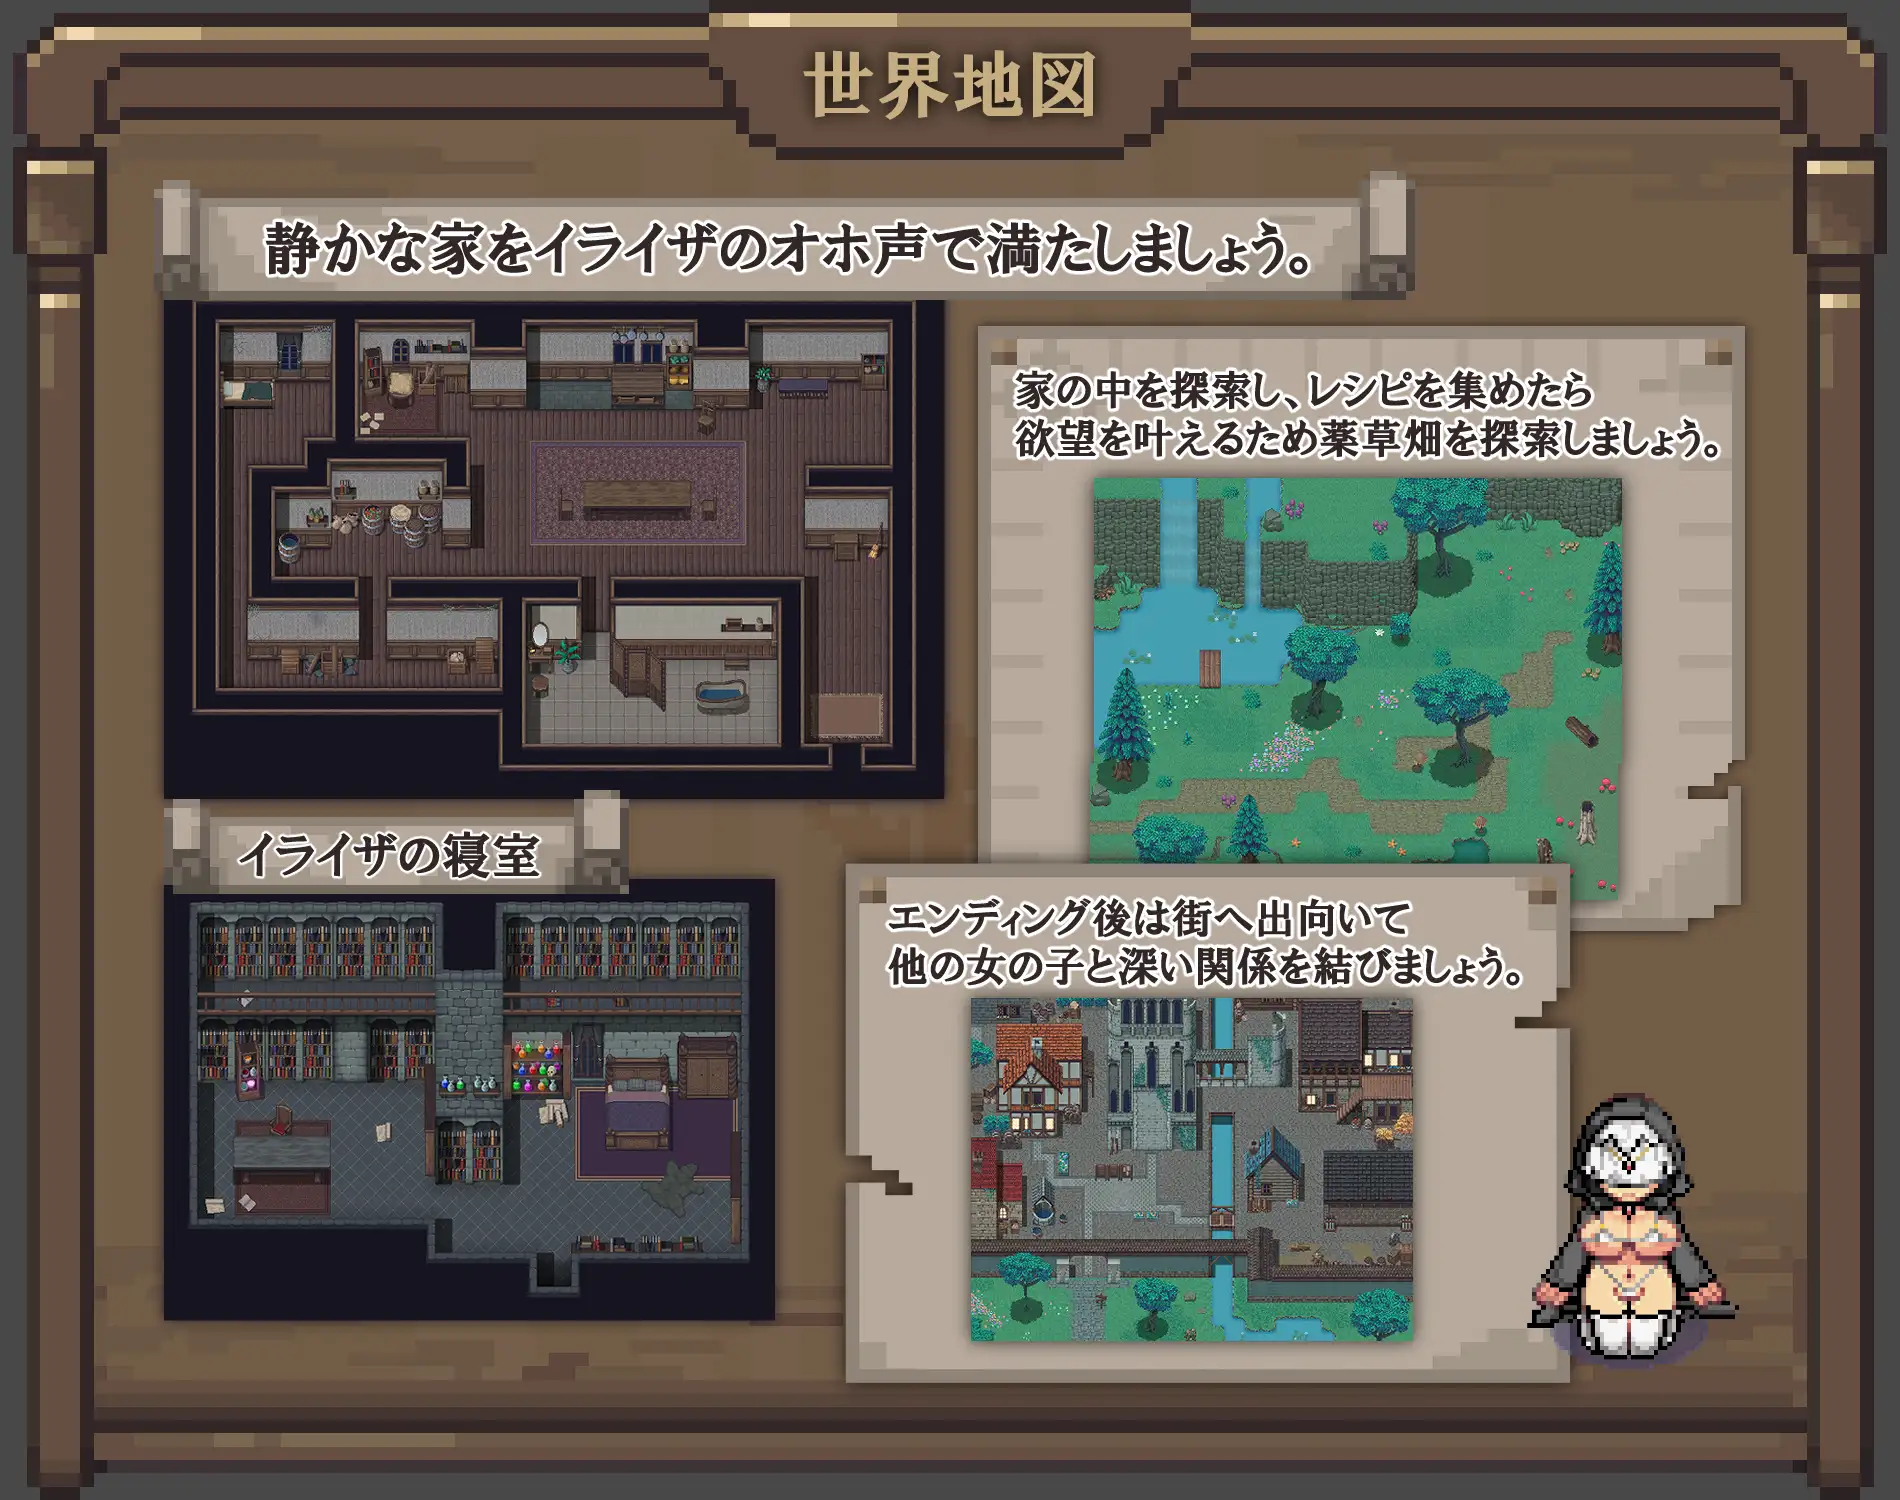 世界地図
静かな家をイライザのオホ声で満たしましょう。
家の中を探索し、レシピを集めたら
欲望を叶えるため薬草畑を探索しましょう。
イライザの寝室
エンディング後は街へ出向いて
他の女の子と深い関係を結びましょう。